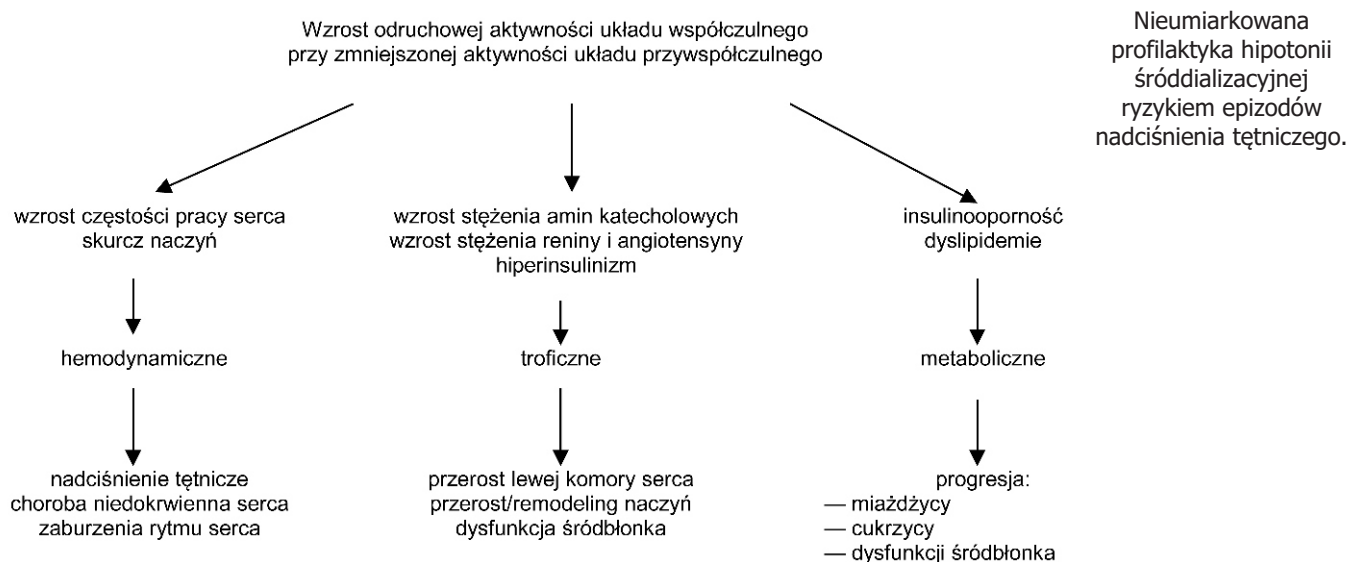 Wzrost odruchowej aktywności układu współczulnego
przy zmniejszonej aktywności układu przywspółczulnego
Nieumiarkowana
profilaktyka hipotonii
śróddializacyjnej
ryzykiem epizodów
nadciśnienia tętniczego.
wzrost częstości pracy serca
skurcz naczyń
wzrost stężenia amin katecholowych
wzrost stężenia reniny i angiotensyny
hiperinsulinizm
insulinooporność
dyslipidemie
hemodynamiczne
troficzne
metaboliczne
nadciśnienie tętnicze
choroba niedokrwienna serca
zaburzenia rytmu serca
przerost lewej komory serca
przerost/remodeling naczyń
dysfunkcja śródbłonka
progresja:
— miażdżycy
— cukrzycy
— dysfunkcji śródbłonka